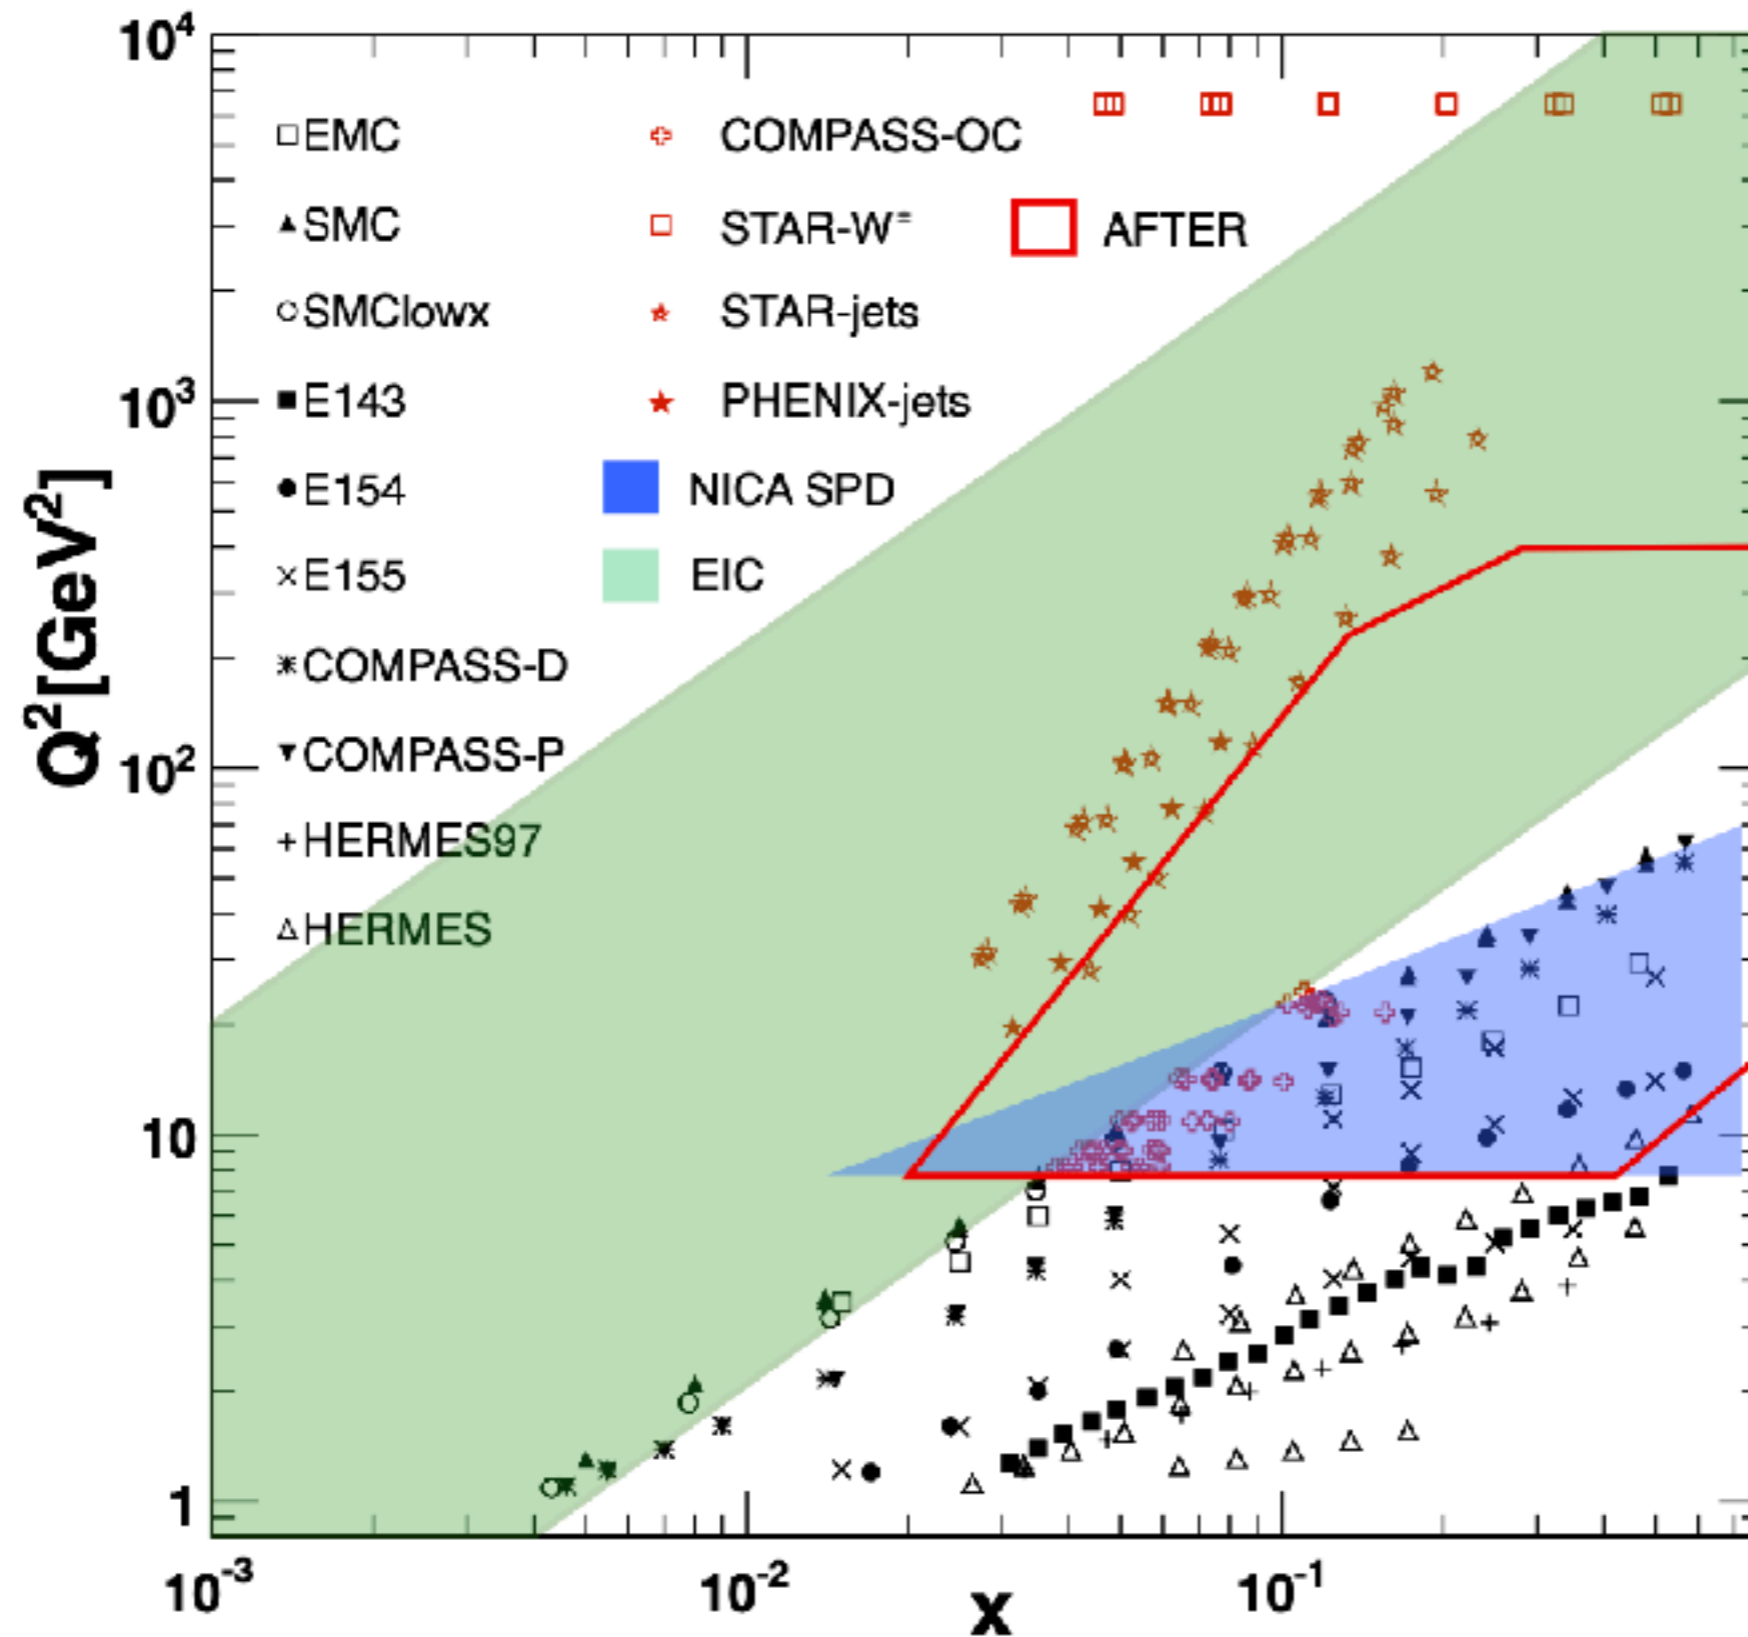 10⁴
EMC
COMPASS-OC
SMC
STAR-W⁼
AFTER
SMClowx
STAR-jets
10³
E143
PHENIX-jets
E154
NICA SPD
E155
EIC
COMPASS-D
COMPASS-P
HERMES97
HERMES
Q²[GeV²]
10²
10
1
10⁻³
10⁻²
10⁻¹
x